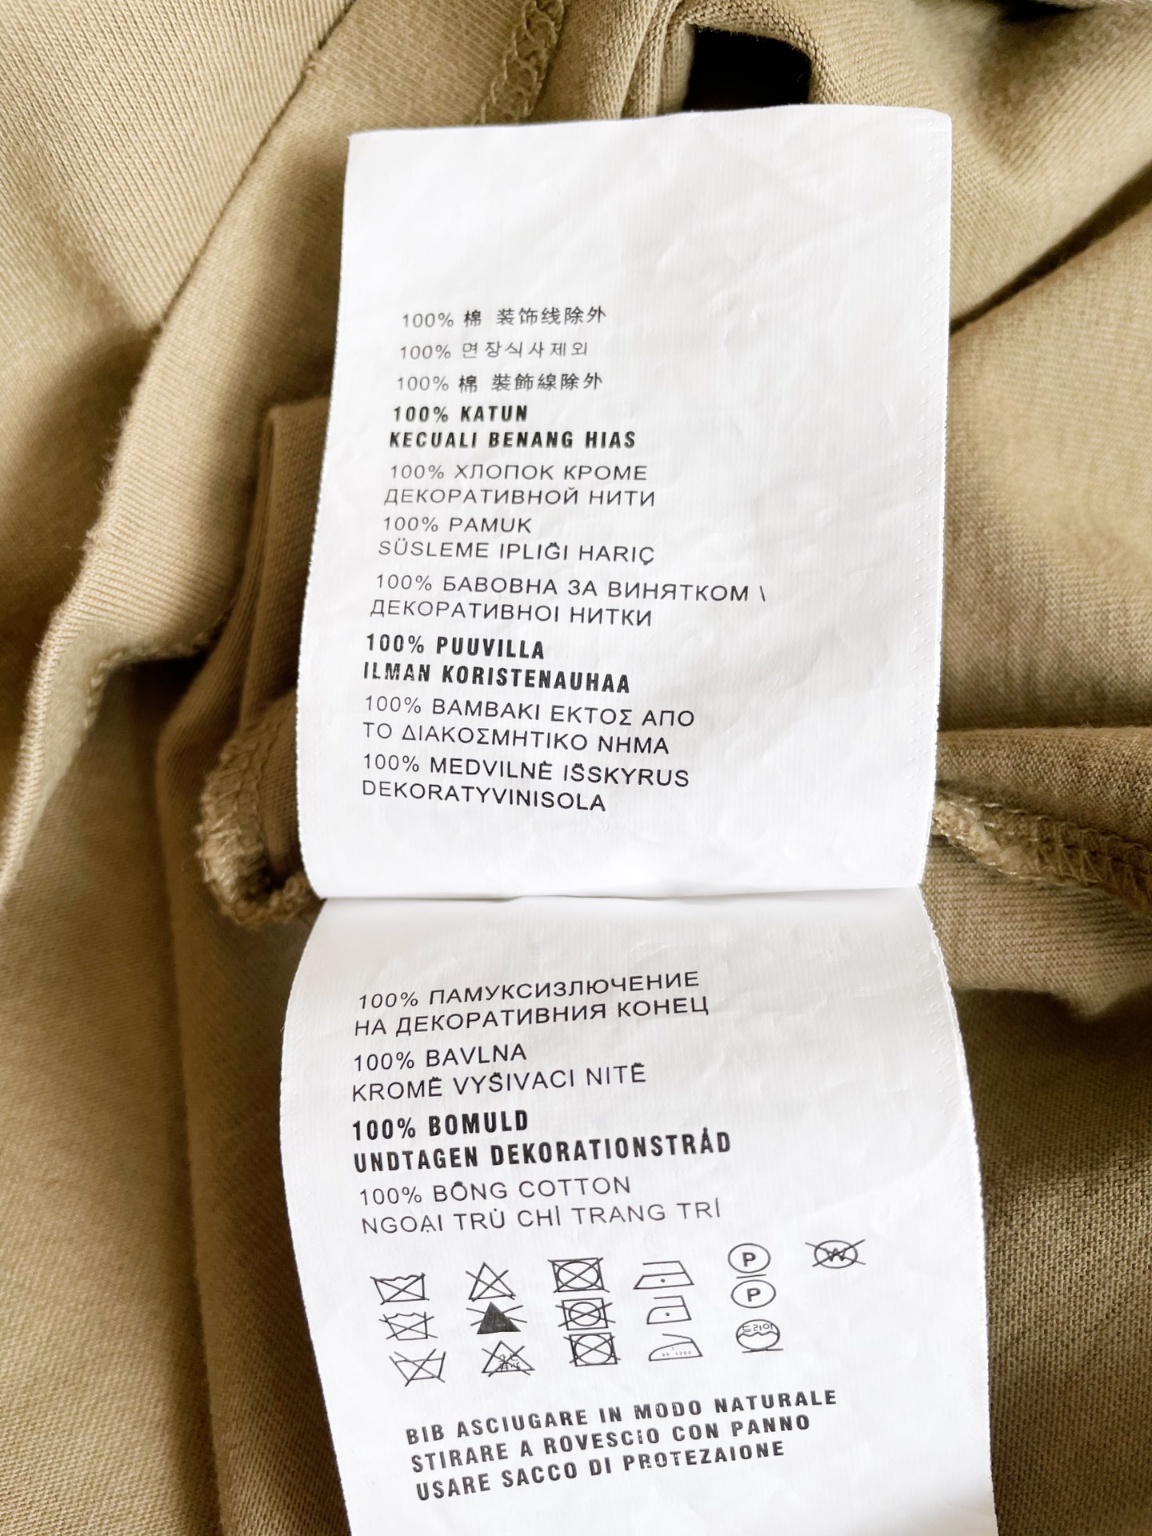 100% 棉 装饰线除外
100% 면장식사제외
100% 棉 裝飾線除外
100% KATUN
KECUALI BENANG HIAS
100% ХЛОПОК КРОМЕ
ДЕКОРАТИВНОЙ НИТИ
100% PAMUK
SÜSLEME IPLIĞI HARIÇ
100% БАВОВНА ЗА ВИНЯТКОМ \
ДЕКОРАТИВНОІ НИТКИ
100% PUUVILLA
ILMAN KORISTENAUHAA
100% ΒΑΜΒΑΚΙ ΕΚΤΟΣ ΑΠΟ
ΤΟ ΔΙΑΚΟΣΜΗΤΙΚΟ ΝΗΜΑ
100% MEDVILNĖ IŠSKYRUS
DEKORATYVINISOLA
100% ПАМУКСИЗЛЮЧЕНИЕ
НА ДЕКОРАТИВНИЯ КОНЕЦ
100% BAVLNA
KROMĚ VYŠIVACI NITĚ
100% BOMULD
UNDTAGEN DEKORATIONSTRÅD
100% BÔNG COTTON
NGOẠI TRÙ CHỈ TRANG TRÍ
P W
P
드라이
BIB ASCIUGARE IN MODO NATURALE
STIRARE A ROVESCIO CON PANNO
USARE SACCO DI PROTEZAIONE